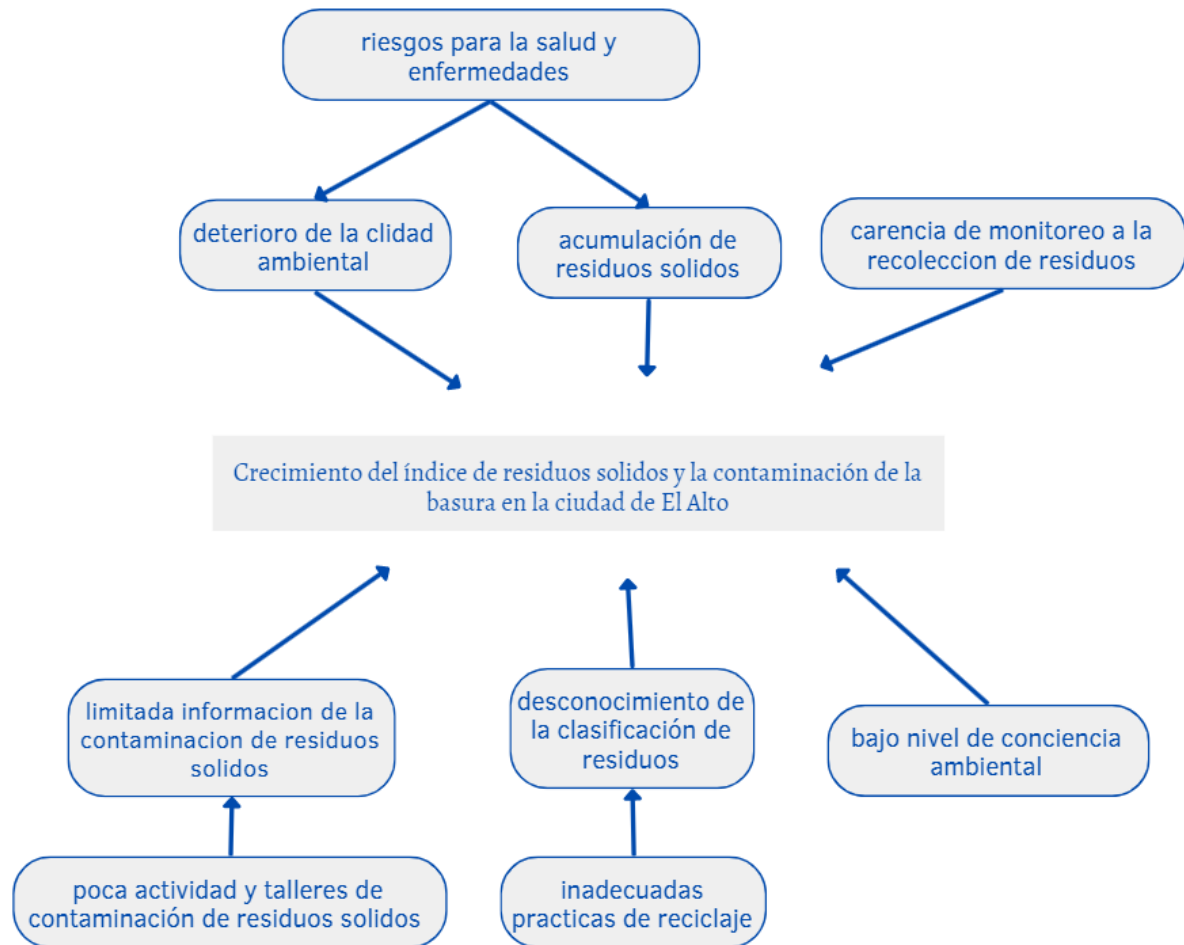 riesgos para la salud y
enfermedades
deterioro de la clidad
ambiental
acumulación de
residuos solidos
carencia de monitoreo a la
recoleccion de residuos
Crecimiento del índice de residuos solidos y la contaminación de la
basura en la ciudad de El Alto
limitada informacion de la
contaminacion de residuos
solidos
desconocimiento de
la clasificación de
residuos
bajo nivel de conciencia
ambiental
poca actividad y talleres de
contaminación de residuos solidos
inadecuadas
practicas de reciclaje